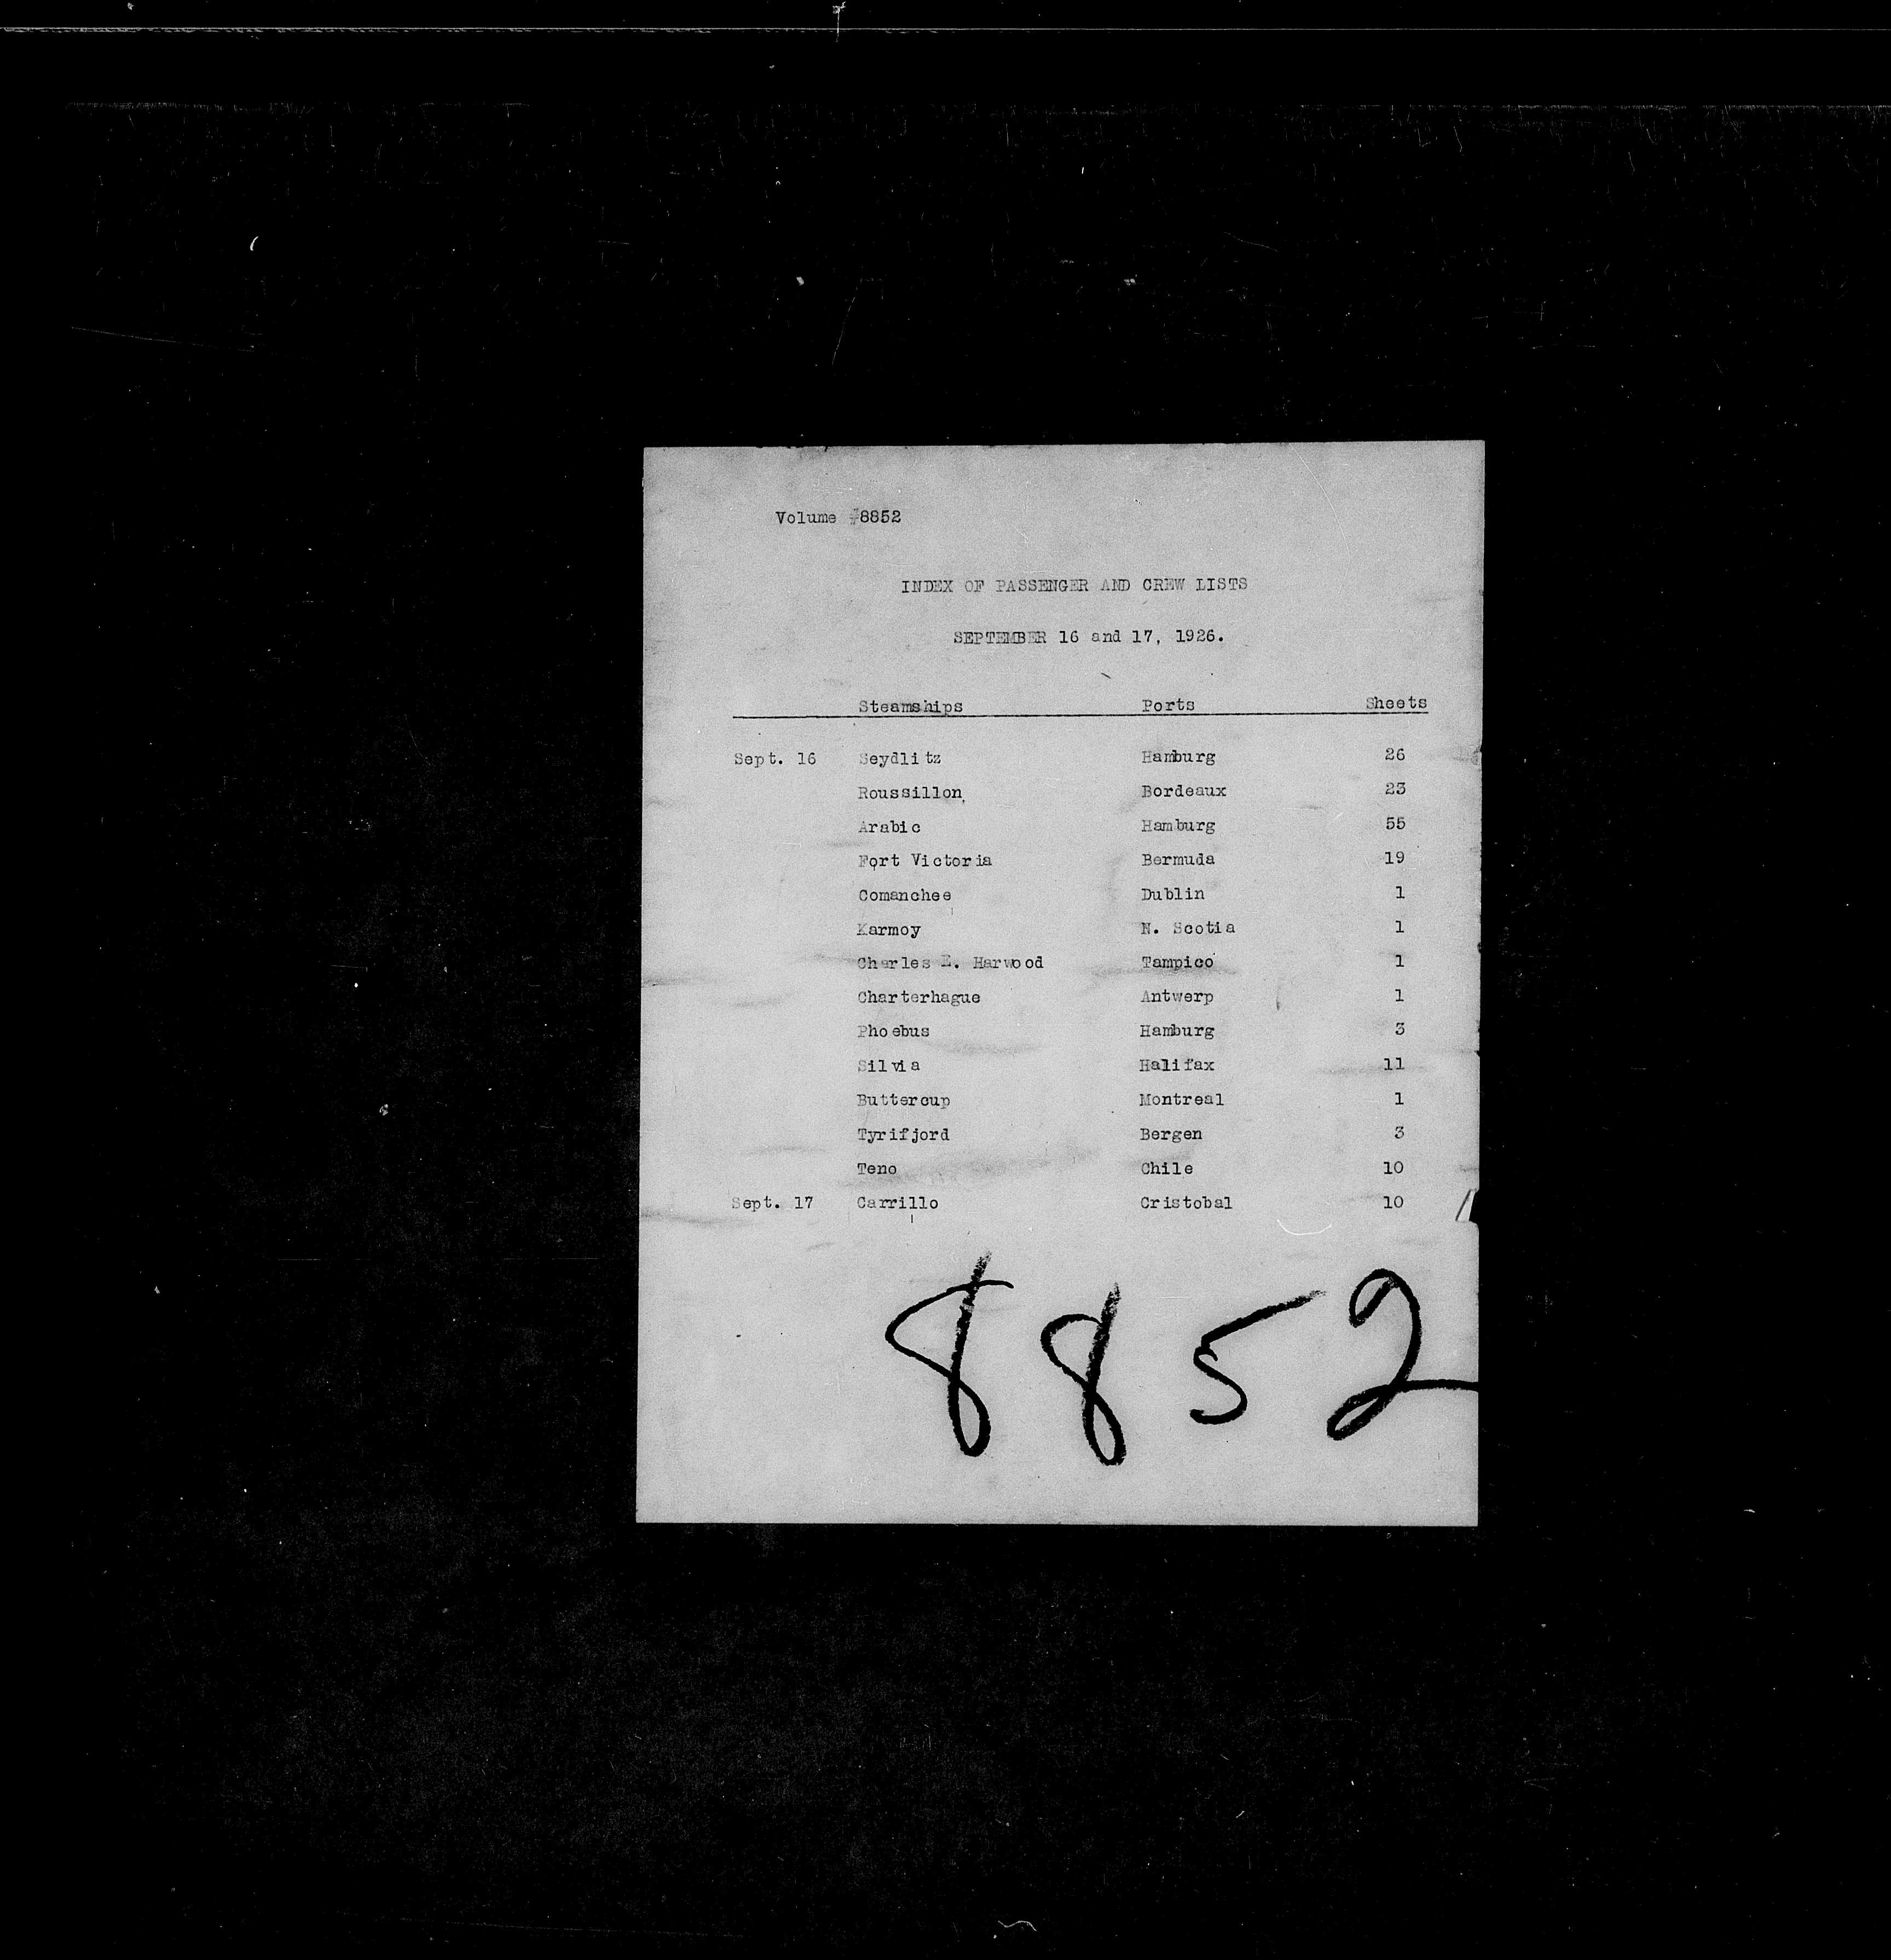 Volume #8852
INDEX OF PASSENGER AND CREW LISTS
SEPTEMBER 16 and 17, 1926.
Steamships Ports Sheets
Sept. 16 Seydlitz Hamburg 26
Roussillon Bordeaux 23
Arabic Hamburg 55
Fort Victoria Bermuda 19
Comanchee Dublin 1
Karmoy N. Scotia 1
Charles E. Harwood Tampico 1
Charterhague Antwerp 1
Phoebus Hamburg 3
Silvia Halifax 11
Buttercup Montreal 1
Tyrifjord Bergen 3
Teno Chile 10
Sept. 17 Carrillo Cristobal 10
8852